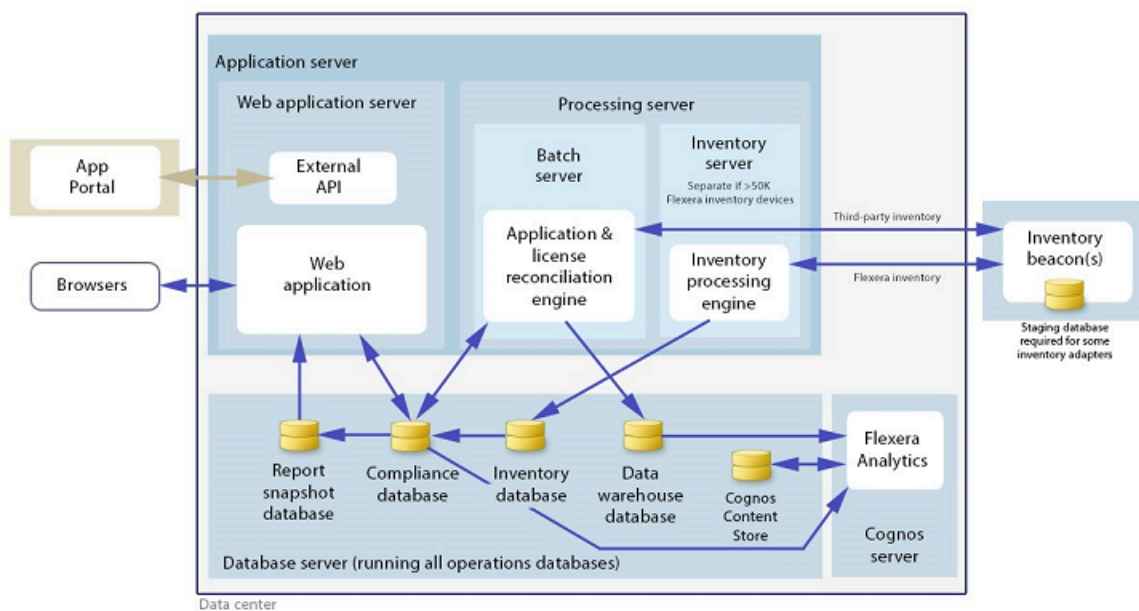 Application server
Web application server
Processing server
App
Portal
External
API
Batch
server
Inventory
server
Separate if >50K
Flexera inventory devices
Third-party inventory
Web
application
Application &
license
reconciliation
engine
Inventory
processing
engine
Inventory
beacon(s)
Browsers
Flexera inventory
Staging database
required for some
inventory adapters
Report
snapshot
database
Compliance
database
Inventory
database
Data
warehouse
database
Cognos
Content
Store
Flexera
Analytics
Cognos
server
Database server (running all operations databases)
Data center